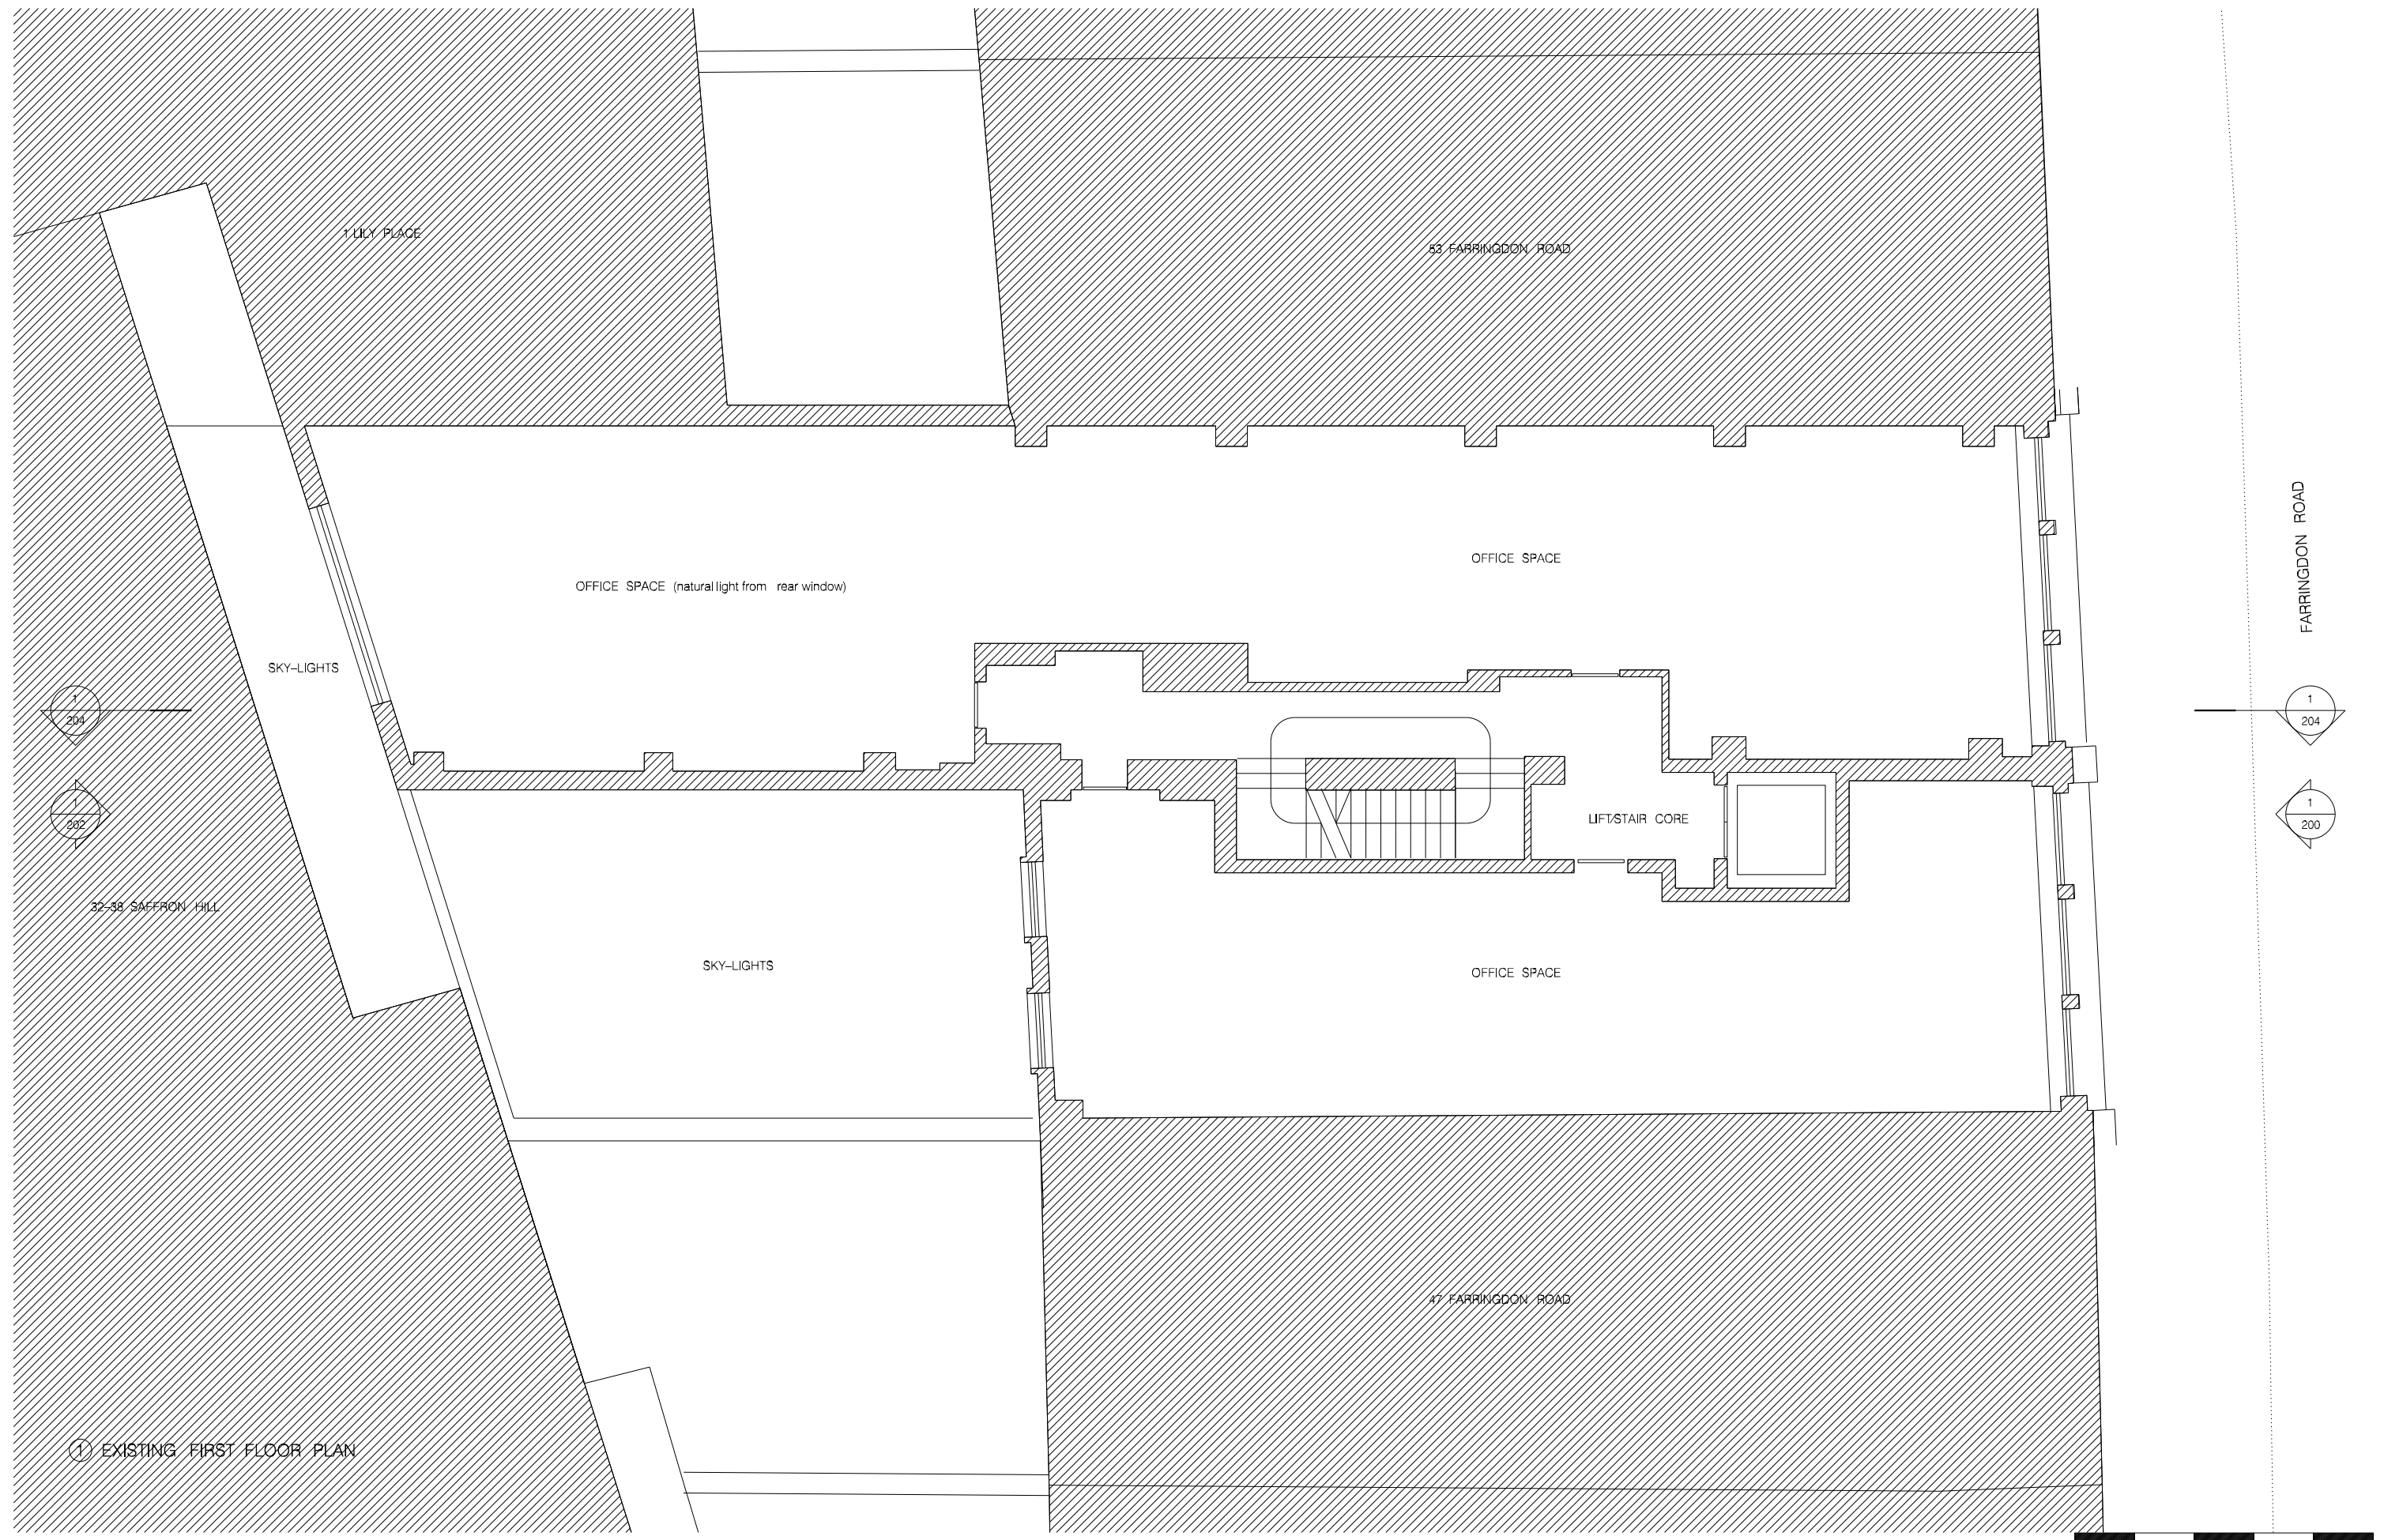 1 LILY PLACE
53 FARRINGDON ROAD
FARRINGDON ROAD
OFFICE SPACE
OFFICE SPACE (natural light from rear window)
SKY-LIGHTS
1
204
1
204
1
202
LIFT/STAIR CORE
1
200
32-38 SAFFRON HILL
SKY-LIGHTS
OFFICE SPACE
47 FARRINGDON ROAD
1 EXISTING FIRST FLOOR PLAN